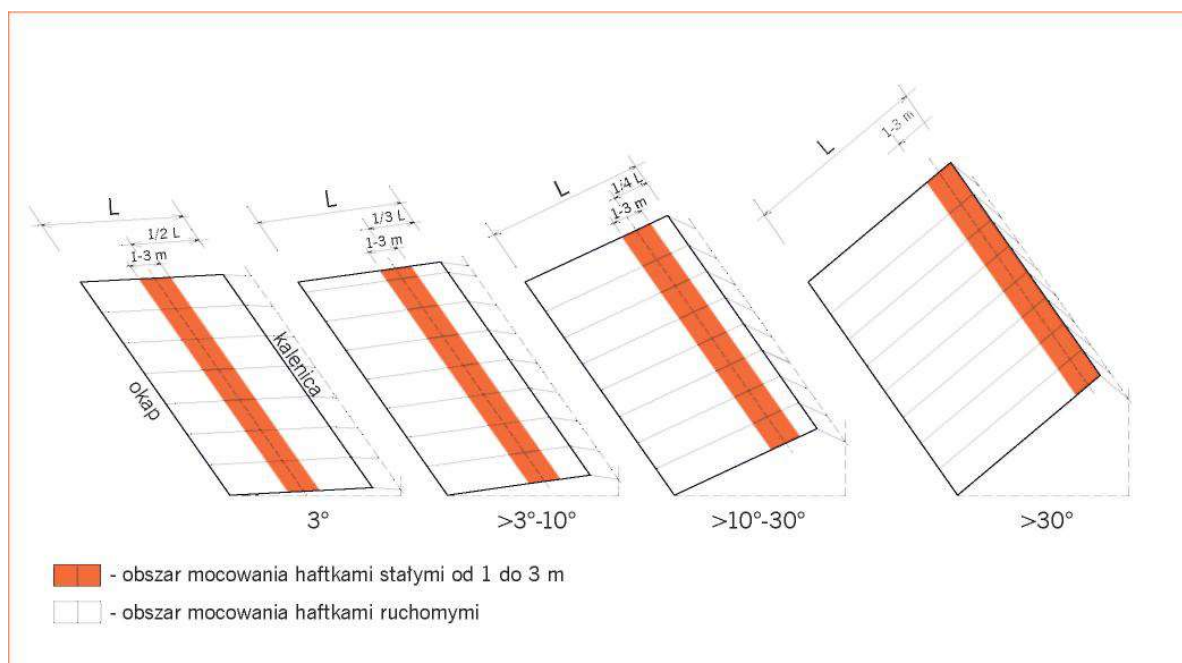 L
1/2 L
1-3 m
okap
kalenica
3°
L
1/3 L
1-3 m
>3°-10°
L
1/4 L
1-3 m
>10°-30°
L
1-3 m
>30°
- obszar mocowania haftkami stałymi od 1 do 3 m
- obszar mocowania haftkami ruchomymi